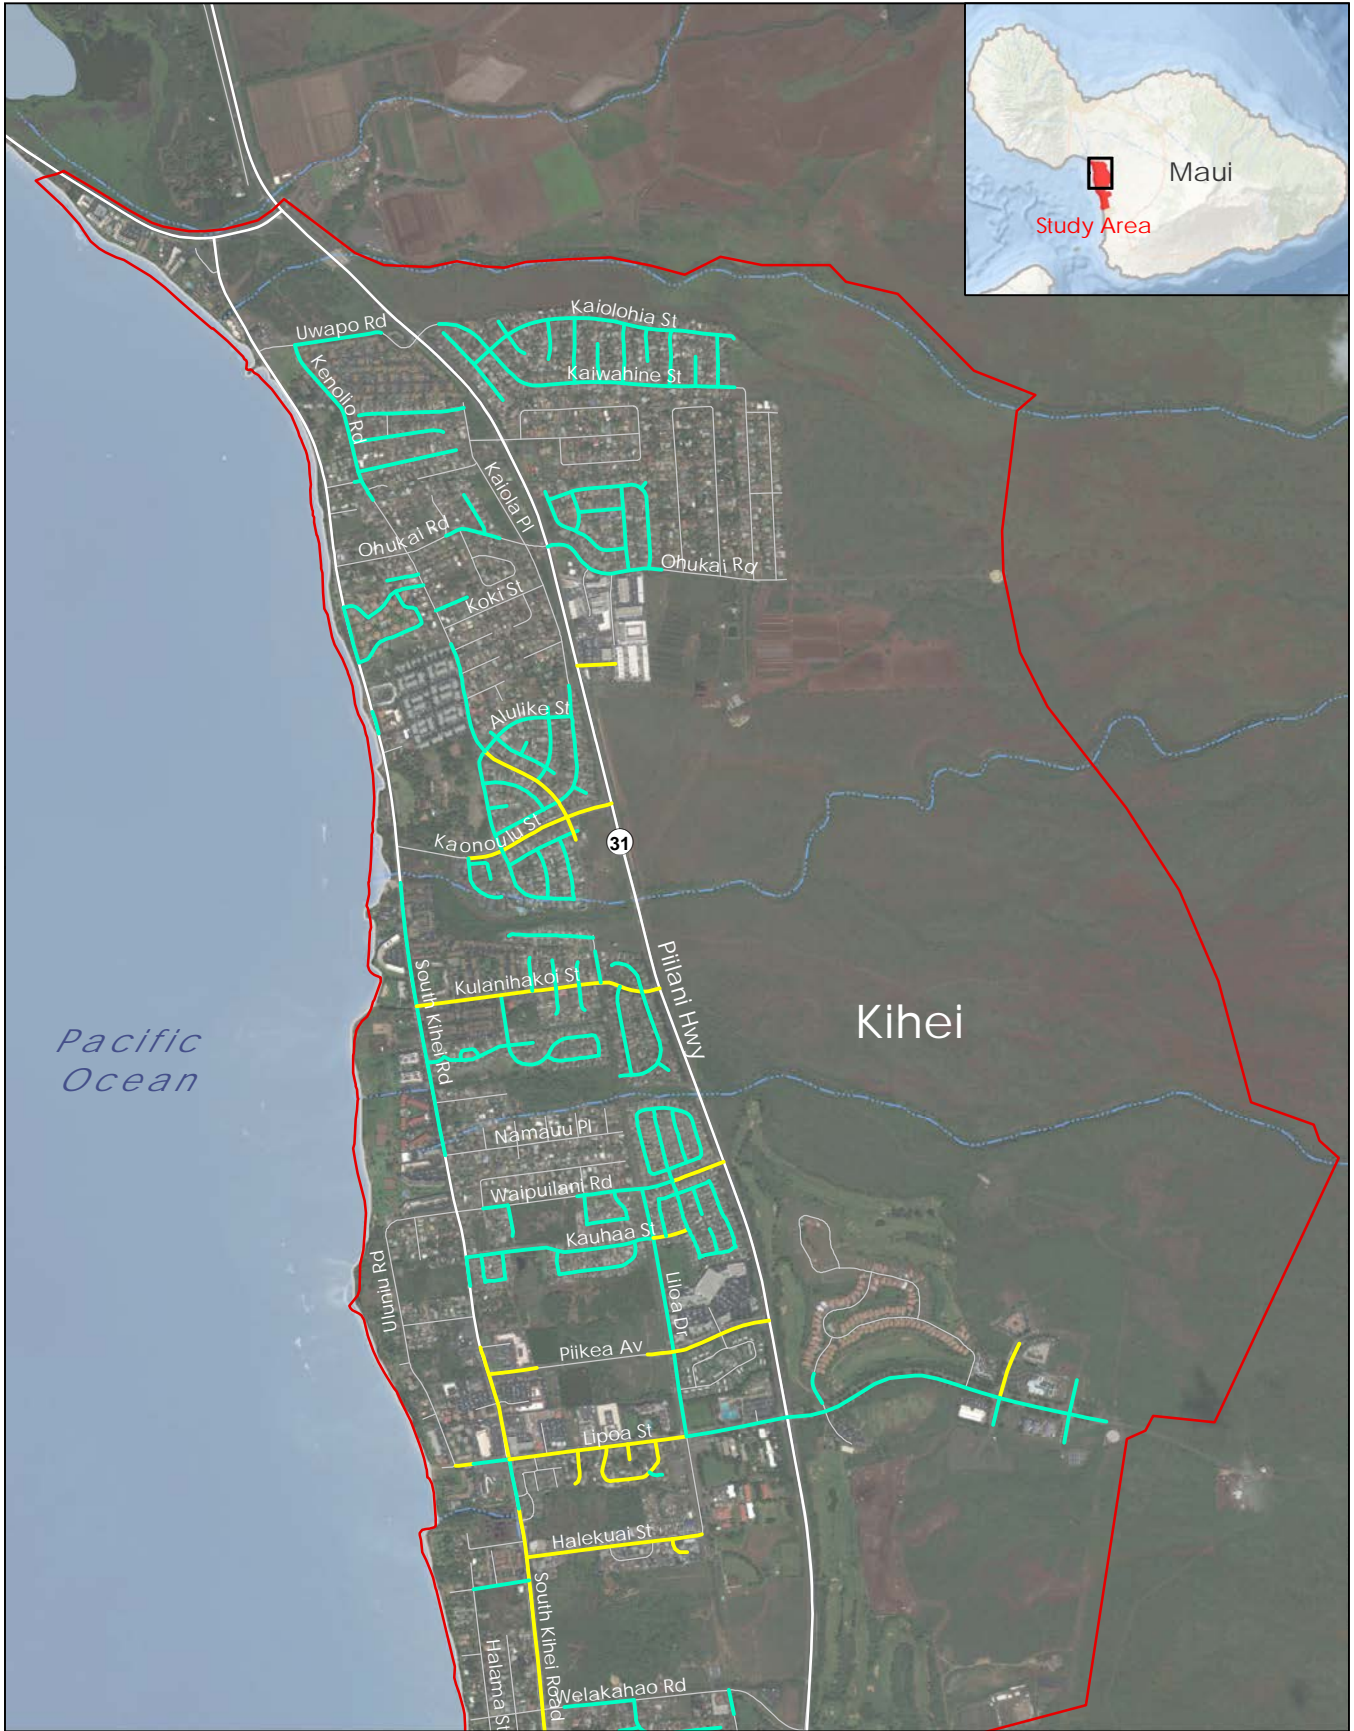 Maui
Study Area
Kaiolohia St
Uwapo Rd
Kenolio Rd
Kaiwahine St
Kaiola Pl
Ohukai Rd
Ohukai Rd
Koki St
Alulike St
Kaonoulu St
31
South Kihei Rd
Kulanihakoi St
Piilani Hwy
Kihei
Pacific
Ocean
Namauu Pl
Waipuilani Rd
Kauhaa St
Uluniu Rd
Liloa Dr
Piikea Av
Lipoa St
Halekuai St
South Kihei Road
Halama St
Welakahao Rd